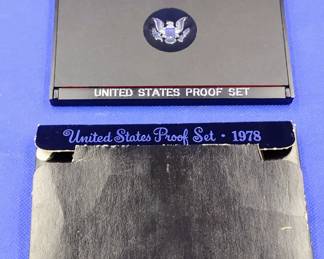 UNITED STATES PROOF SET
United States Proof Set · 1978